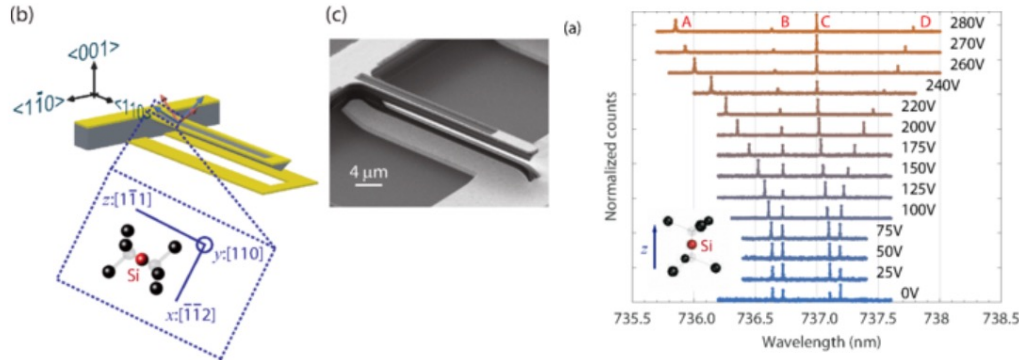 (b)
<001>
<11̄0>
<110>
z:[11̄1]
y:[110]
Si
x:[1̄1̄2]
(c)
4 μm
(a)
A B C D
280V
270V
260V
240V
220V
200V
175V
150V
125V
100V
75V
50V
25V
0V
Normalized counts
z
Si
735.5 736.0 736.5 737.0 737.5 738 738.5
Wavelength (nm)